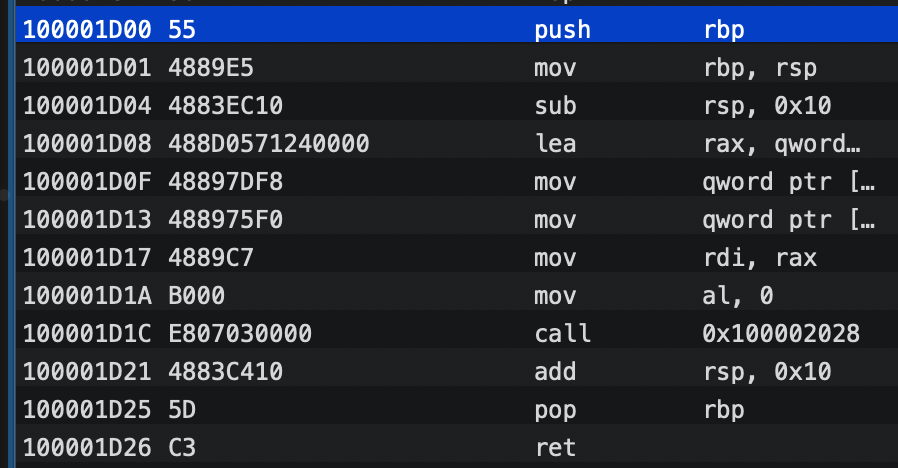 100001D00 55 push rbp
100001D01 4889E5 mov rbp, rsp
100001D04 4883EC10 sub rsp, 0x10
100001D08 488D0571240000 lea rax, qword…
100001D0F 48897DF8 mov qword ptr […
100001D13 488975F0 mov qword ptr […
100001D17 4889C7 mov rdi, rax
100001D1A B000 mov al, 0
100001D1C E807030000 call 0x100002028
100001D21 4883C410 add rsp, 0x10
100001D25 5D pop rbp
100001D26 C3 ret